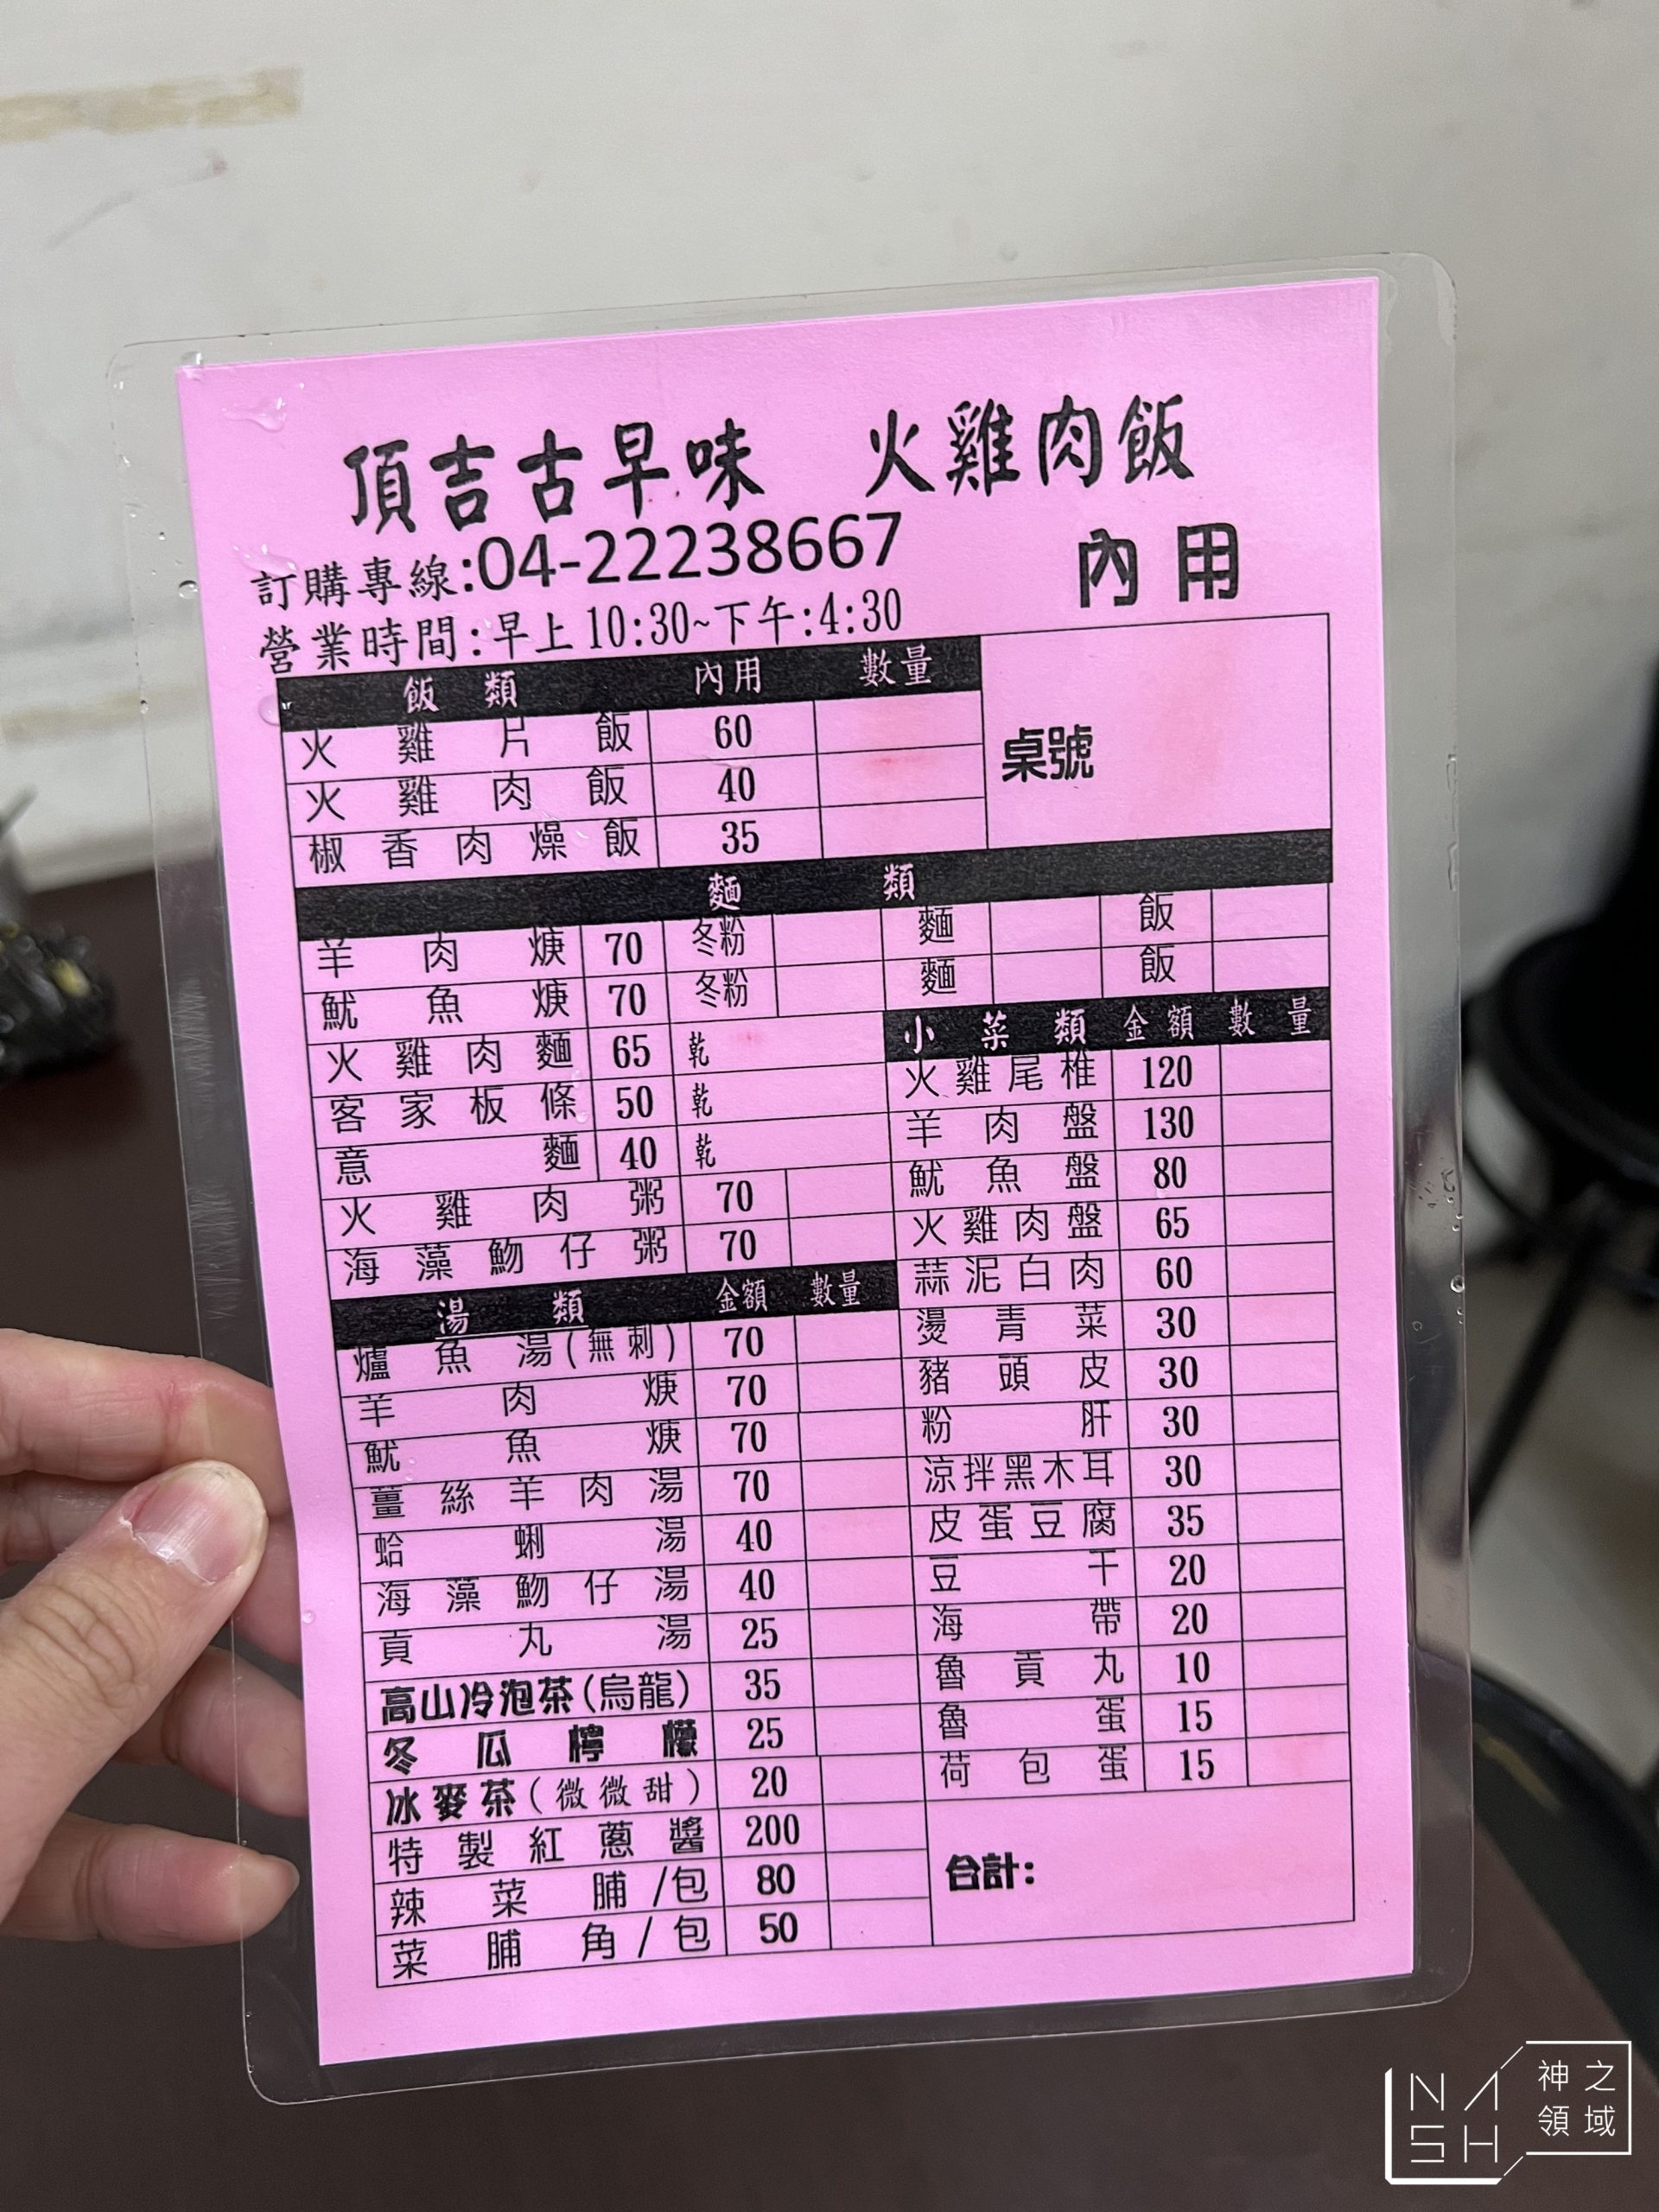 頂吉古早味 火雞肉飯
訂購專線:04-22238667
內用
營業時間:早上10:30~下午:4:30
飯類 內用 數量
火雞片飯 60
火雞肉飯 40
椒香肉燥飯 35
桌號
麵類
羊肉焿 70 冬粉 麵 飯
魷魚焿 70 冬粉 麵 飯
火雞肉麵 65 乾
客家板條 50 乾
意麵 40 乾
火雞肉粥 70
海藻魩仔粥 70
湯類 金額 數量
爐魚湯(無刺) 70
羊肉焿 70
魷魚焿 70
薑絲羊肉湯 70
蛤蜊湯 40
海藻魩仔湯 40
貢丸湯 25
高山冷泡茶(烏龍) 35
冬瓜檸檬 25
冰麥茶(微微甜) 20
特製紅蔥醬 200
辣菜脯/包 80
菜脯角/包 50
小菜類 金額 數量
火雞尾椎 120
羊肉盤 130
魷魚盤 80
火雞肉盤 65
蒜泥白肉 60
燙青菜 30
豬頭皮 30
粉肝 30
涼拌黑木耳 30
皮蛋豆腐 35
豆干 20
海帶 20
魯貢丸 10
魯蛋 15
荷包蛋 15
合計:
NASH
神之領域